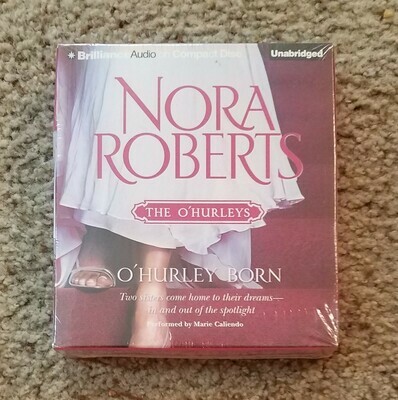 Brilliance Audio on Compact Disc
Unabridged
NORA
ROBERTS
THE O'HURLEYS
O'HURLEY BORN
Two sisters come home to their dreams—
in and out of the spotlight
Performed by Marie Caliendo